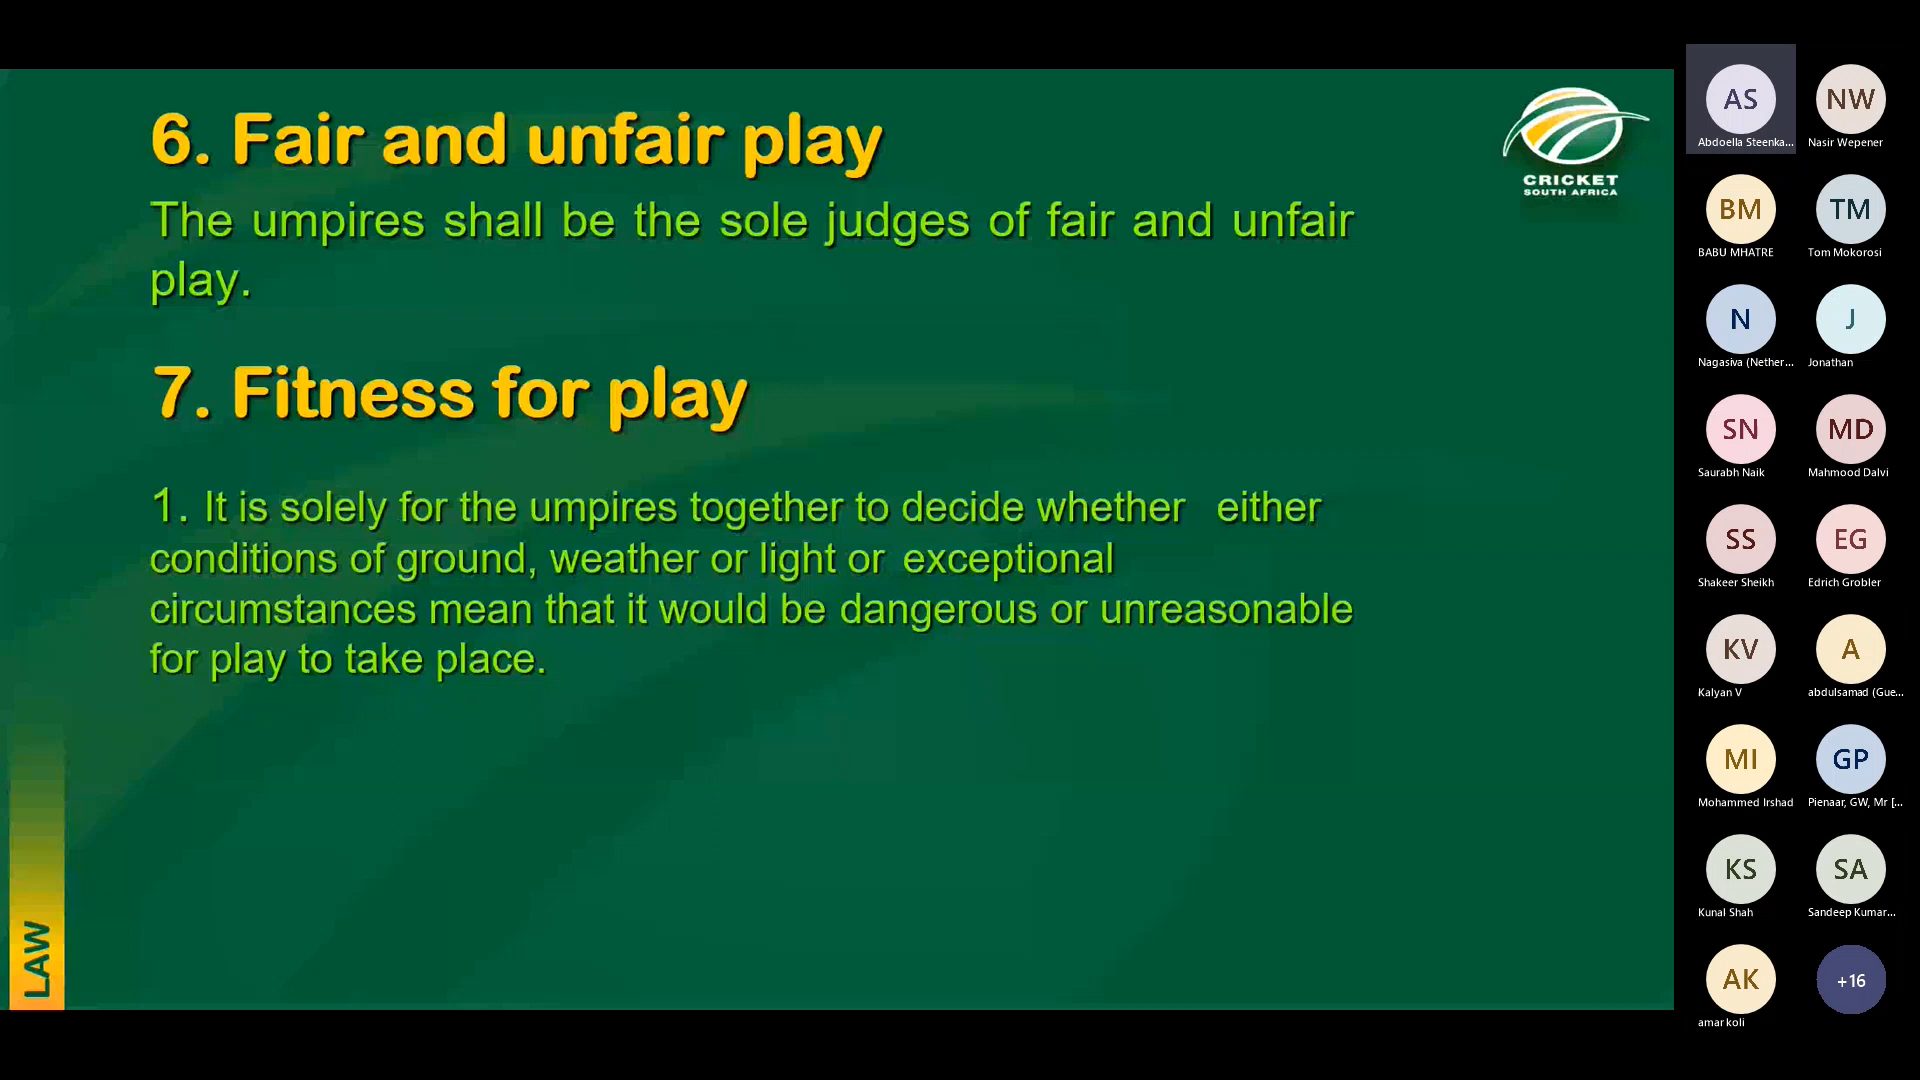 6. Fair and unfair play
The umpires shall be the sole judges of fair and unfair
play.
7. Fitness for play
1. It is solely for the umpires together to decide whether either
conditions of ground, weather or light or exceptional
circumstances mean that it would be dangerous or unreasonable
for play to take place.
LAW
CRICKET
SOUTH AFRICA
AS
Abdoella Steenka...
NW
Nasir Wepener
BM
BABU MHATRE
TM
Tom Mokorosi
N
Nagasiva (Nether...
J
Jonathan
SN
Saurabh Naik
MD
Mahmood Dalvi
SS
Shakeer Sheikh
EG
Edrich Grobler
KV
Kalyan V
A
abdulsamad (Gue...
MI
Mohammed Irshad
GP
Pienaar, GW, Mr [...
KS
Kunal Shah
SA
Sandeep Kumar...
AK
amar koli
+16